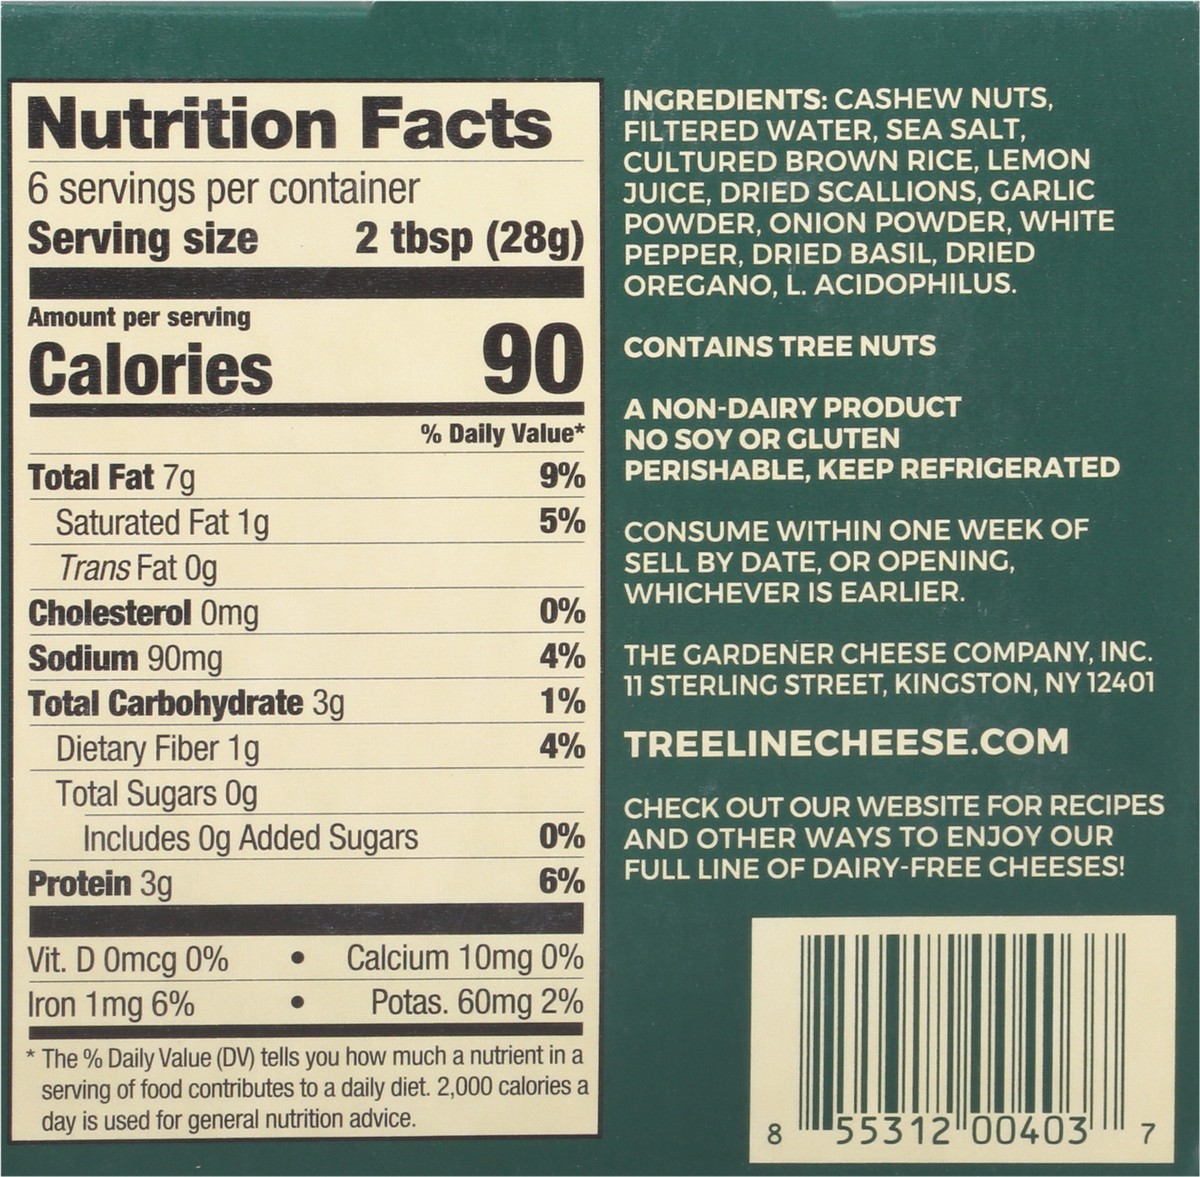 Nutrition Facts
6 servings per container
Serving size 2 tbsp (28g)
Amount per serving
Calories 90
% Daily Value*
Total Fat 7g 9%
Saturated Fat 1g 5%
Trans Fat 0g
Cholesterol 0mg 0%
Sodium 90mg 4%
Total Carbohydrate 3g 1%
Dietary Fiber 1g 4%
Total Sugars 0g
Includes 0g Added Sugars 0%
Protein 3g 6%
Vit. D 0mcg 0% • Calcium 10mg 0%
Iron 1mg 6% • Potas. 60mg 2%
* The % Daily Value (DV) tells you how much a nutrient in a
serving of food contributes to a daily diet. 2,000 calories a
day is used for general nutrition advice.
INGREDIENTS: CASHEW NUTS,
FILTERED WATER, SEA SALT,
CULTURED BROWN RICE, LEMON
JUICE, DRIED SCALLIONS, GARLIC
POWDER, ONION POWDER, WHITE
PEPPER, DRIED BASIL, DRIED
OREGANO, L. ACIDOPHILUS.
CONTAINS TREE NUTS
A NON-DAIRY PRODUCT
NO SOY OR GLUTEN
PERISHABLE, KEEP REFRIGERATED
CONSUME WITHIN ONE WEEK OF
SELL BY DATE, OR OPENING,
WHICHEVER IS EARLIER.
THE GARDENER CHEESE COMPANY, INC.
11 STERLING STREET, KINGSTON, NY 12401
TREELINECHEESE.COM
CHECK OUT OUR WEBSITE FOR RECIPES
AND OTHER WAYS TO ENJOY OUR
FULL LINE OF DAIRY-FREE CHEESES!
8 55312 00403 7